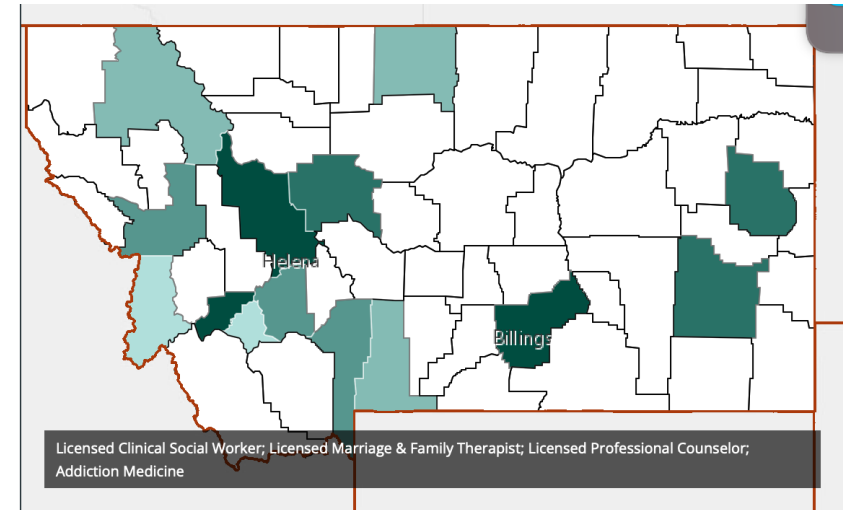 Helena
Billings
Licensed Clinical Social Worker; Licensed Marriage & Family Therapist; Licensed Professional Counselor;
Addiction Medicine